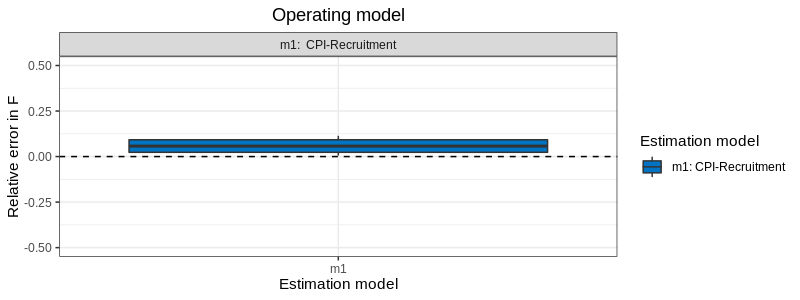 Operating model
m1: CPI-Recruitment
Relative error in F
0.50
0.25
0.00
-0.25
-0.50
m1
Estimation model
Estimation model
m1: CPI-Recruitment